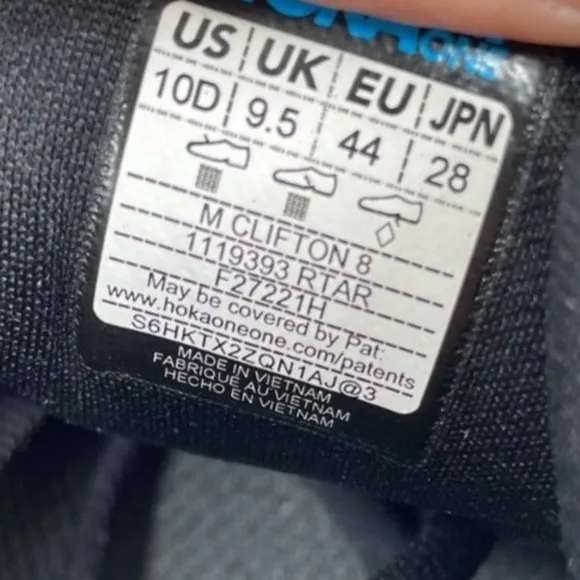 US UK EU JPN
10D 9.5 44 28
M CLIFTON 8
1119393 RTAR
F27221H
May be covered by Pat:
www.hokaoneone.com/patents
S6HKTX2ZQN1AJ@3
MADE IN VIETNAM
FABRIQUÉ AU VIETNAM
HECHO EN VIETNAM